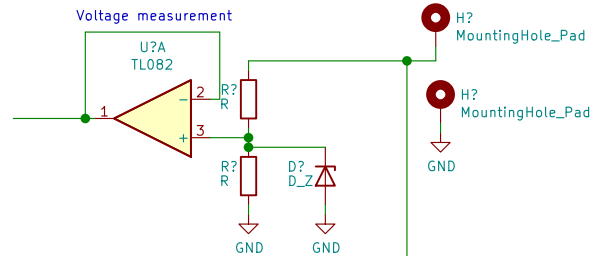 Voltage measurement
H?
MountingHole_Pad
U?A
TL082
2
R?
R
1
-
+
3
H?
MountingHole_Pad
R?
R
D?
D_Z
GND
GND
GND